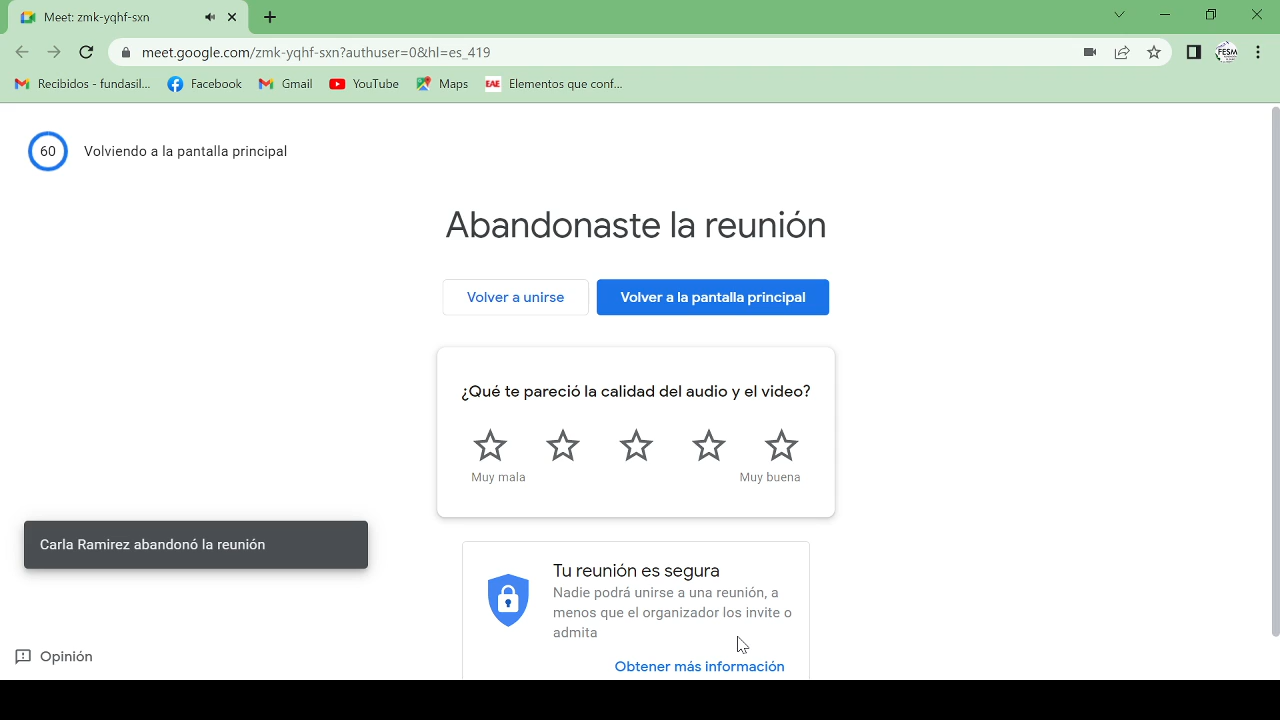 Meet: zmk-yqhf-sxn
meet.google.com/zmk-yqhf-sxn?authuser=0&hl=es_419
FESM
Recibidos - fundasil...
Facebook
Gmail
YouTube
Maps
EAE
Elementos que conf...
60
Volviendo a la pantalla principal
Abandonaste la reunión
Volver a unirse
Volver a la pantalla principal
¿Qué te pareció la calidad del audio y el video?
Muy mala
Muy buena
Carla Ramirez abandonó la reunión
Tu reunión es segura
Nadie podrá unirse a una reunión, a
menos que el organizador los invite o
admita
Obtener más información
Opinión